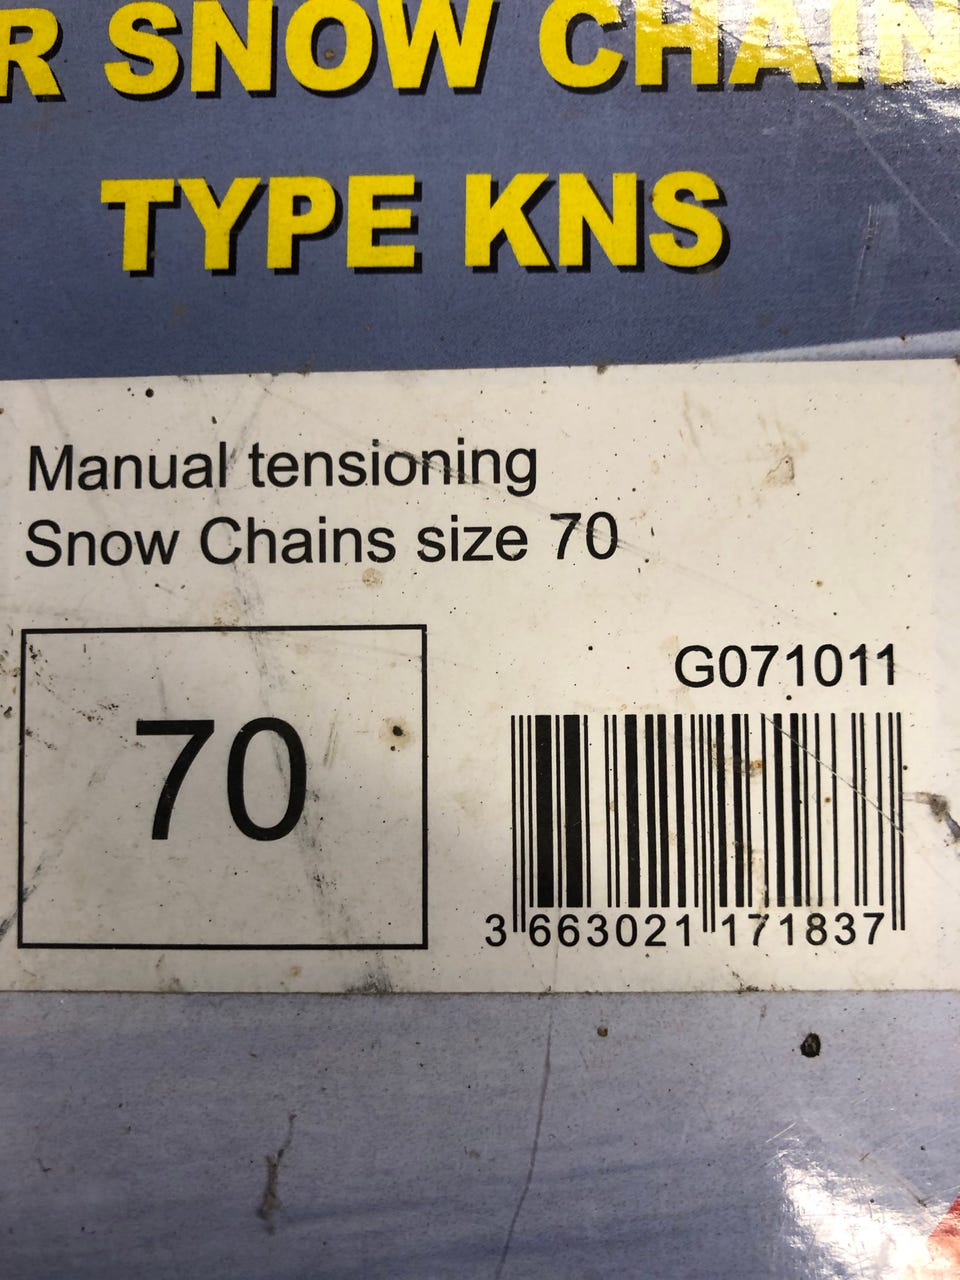 R SNOW CHAIN
TYPE KNS
Manual tensioning
Snow Chains size 70
70
G071011
3 663021 171837